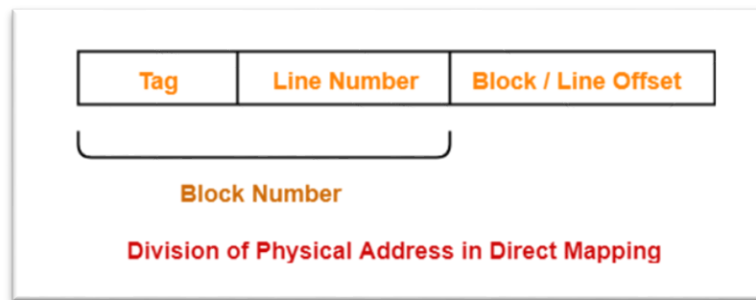 Tag Line Number Block / Line Offset
Block Number
Division of Physical Address in Direct Mapping